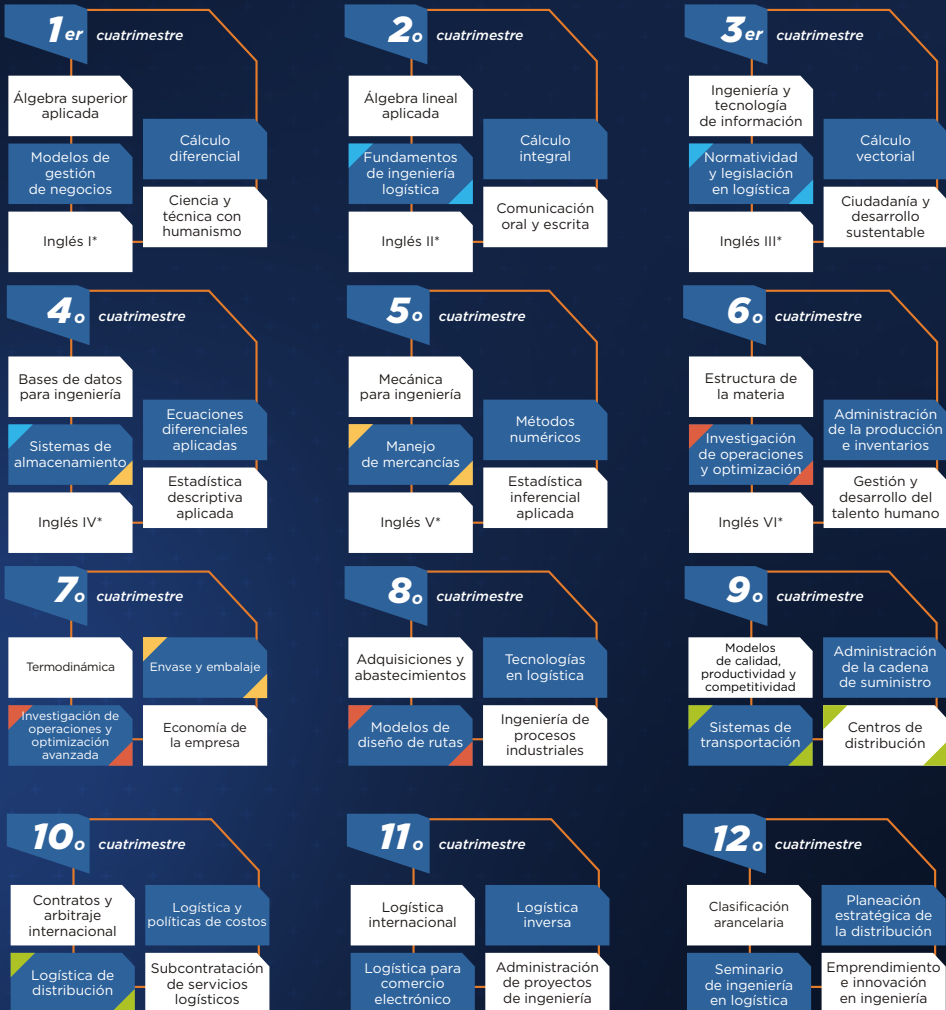 1er cuatrimestre
Álgebra superior
aplicada
Modelos de
gestión
de negocios
Inglés I*
Cálculo
diferencial
Ciencia y
técnica con
humanismo
2o cuatrimestre
Álgebra lineal
aplicada
Fundamentos
de ingeniería
logística
Inglés II*
Cálculo
integral
Comunicación
oral y escrita
3er cuatrimestre
Ingeniería y
tecnología
de información
Normatividad
y legislación
en logística
Inglés III*
Cálculo
vectorial
Ciudadanía y
desarrollo
sustentable
4o cuatrimestre
Bases de datos
para ingeniería
Sistemas de
almacenamiento
Inglés IV*
Ecuaciones
diferenciales
aplicadas
Estadística
descriptiva
aplicada
5o cuatrimestre
Mecánica
para ingeniería
Manejo
de mercancías
Inglés V*
Métodos
numéricos
Estadística
inferencial
aplicada
6o cuatrimestre
Estructura de
la materia
Investigación
de operaciones
y optimización
Inglés VI*
Administración
de la producción
e inventarios
Gestión y
desarrollo del
talento humano
7o cuatrimestre
Termodinámica
Investigación de
operaciones y
optimización
avanzada
Envase y embalaje
Economía de
la empresa
8o cuatrimestre
Adquisiciones y
abastecimientos
Modelos de
diseño de rutas
Tecnologías
en logística
Ingeniería de
procesos
industriales
9o cuatrimestre
Modelos
de calidad,
productividad y
competitividad
Sistemas de
transportación
Administración
de la cadena
de suministro
Centros de
distribución
10o cuatrimestre
Contratos y
arbitraje
internacional
Logística de
distribución
Logística y
políticas de costos
Subcontratación
de servicios
logísticos
11o cuatrimestre
Logística
internacional
Logística para
comercio
electrónico
Logística
inversa
Administración
de proyectos
de ingeniería
12o cuatrimestre
Clasificación
arancelaria
Seminario
de ingeniería
en logística
Planeación
estratégica de
la distribución
Emprendimiento
e innovación
en ingeniería